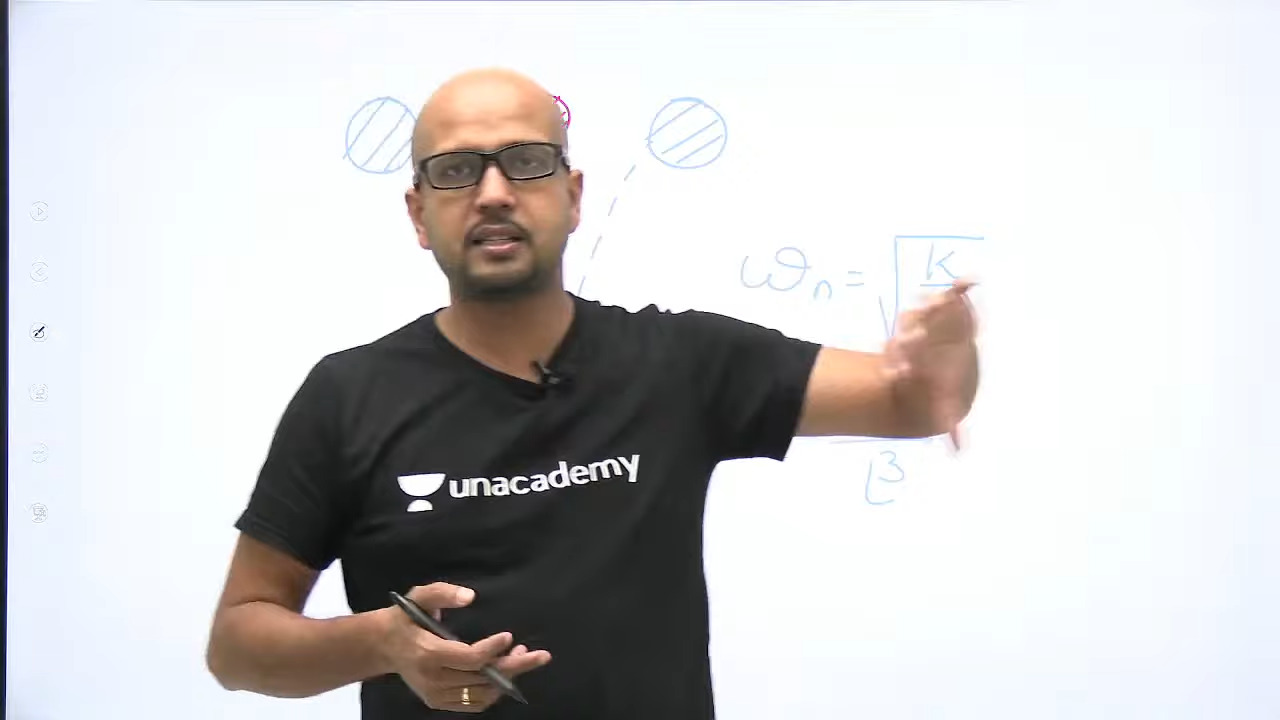 ωn = √K
L3
unacademy